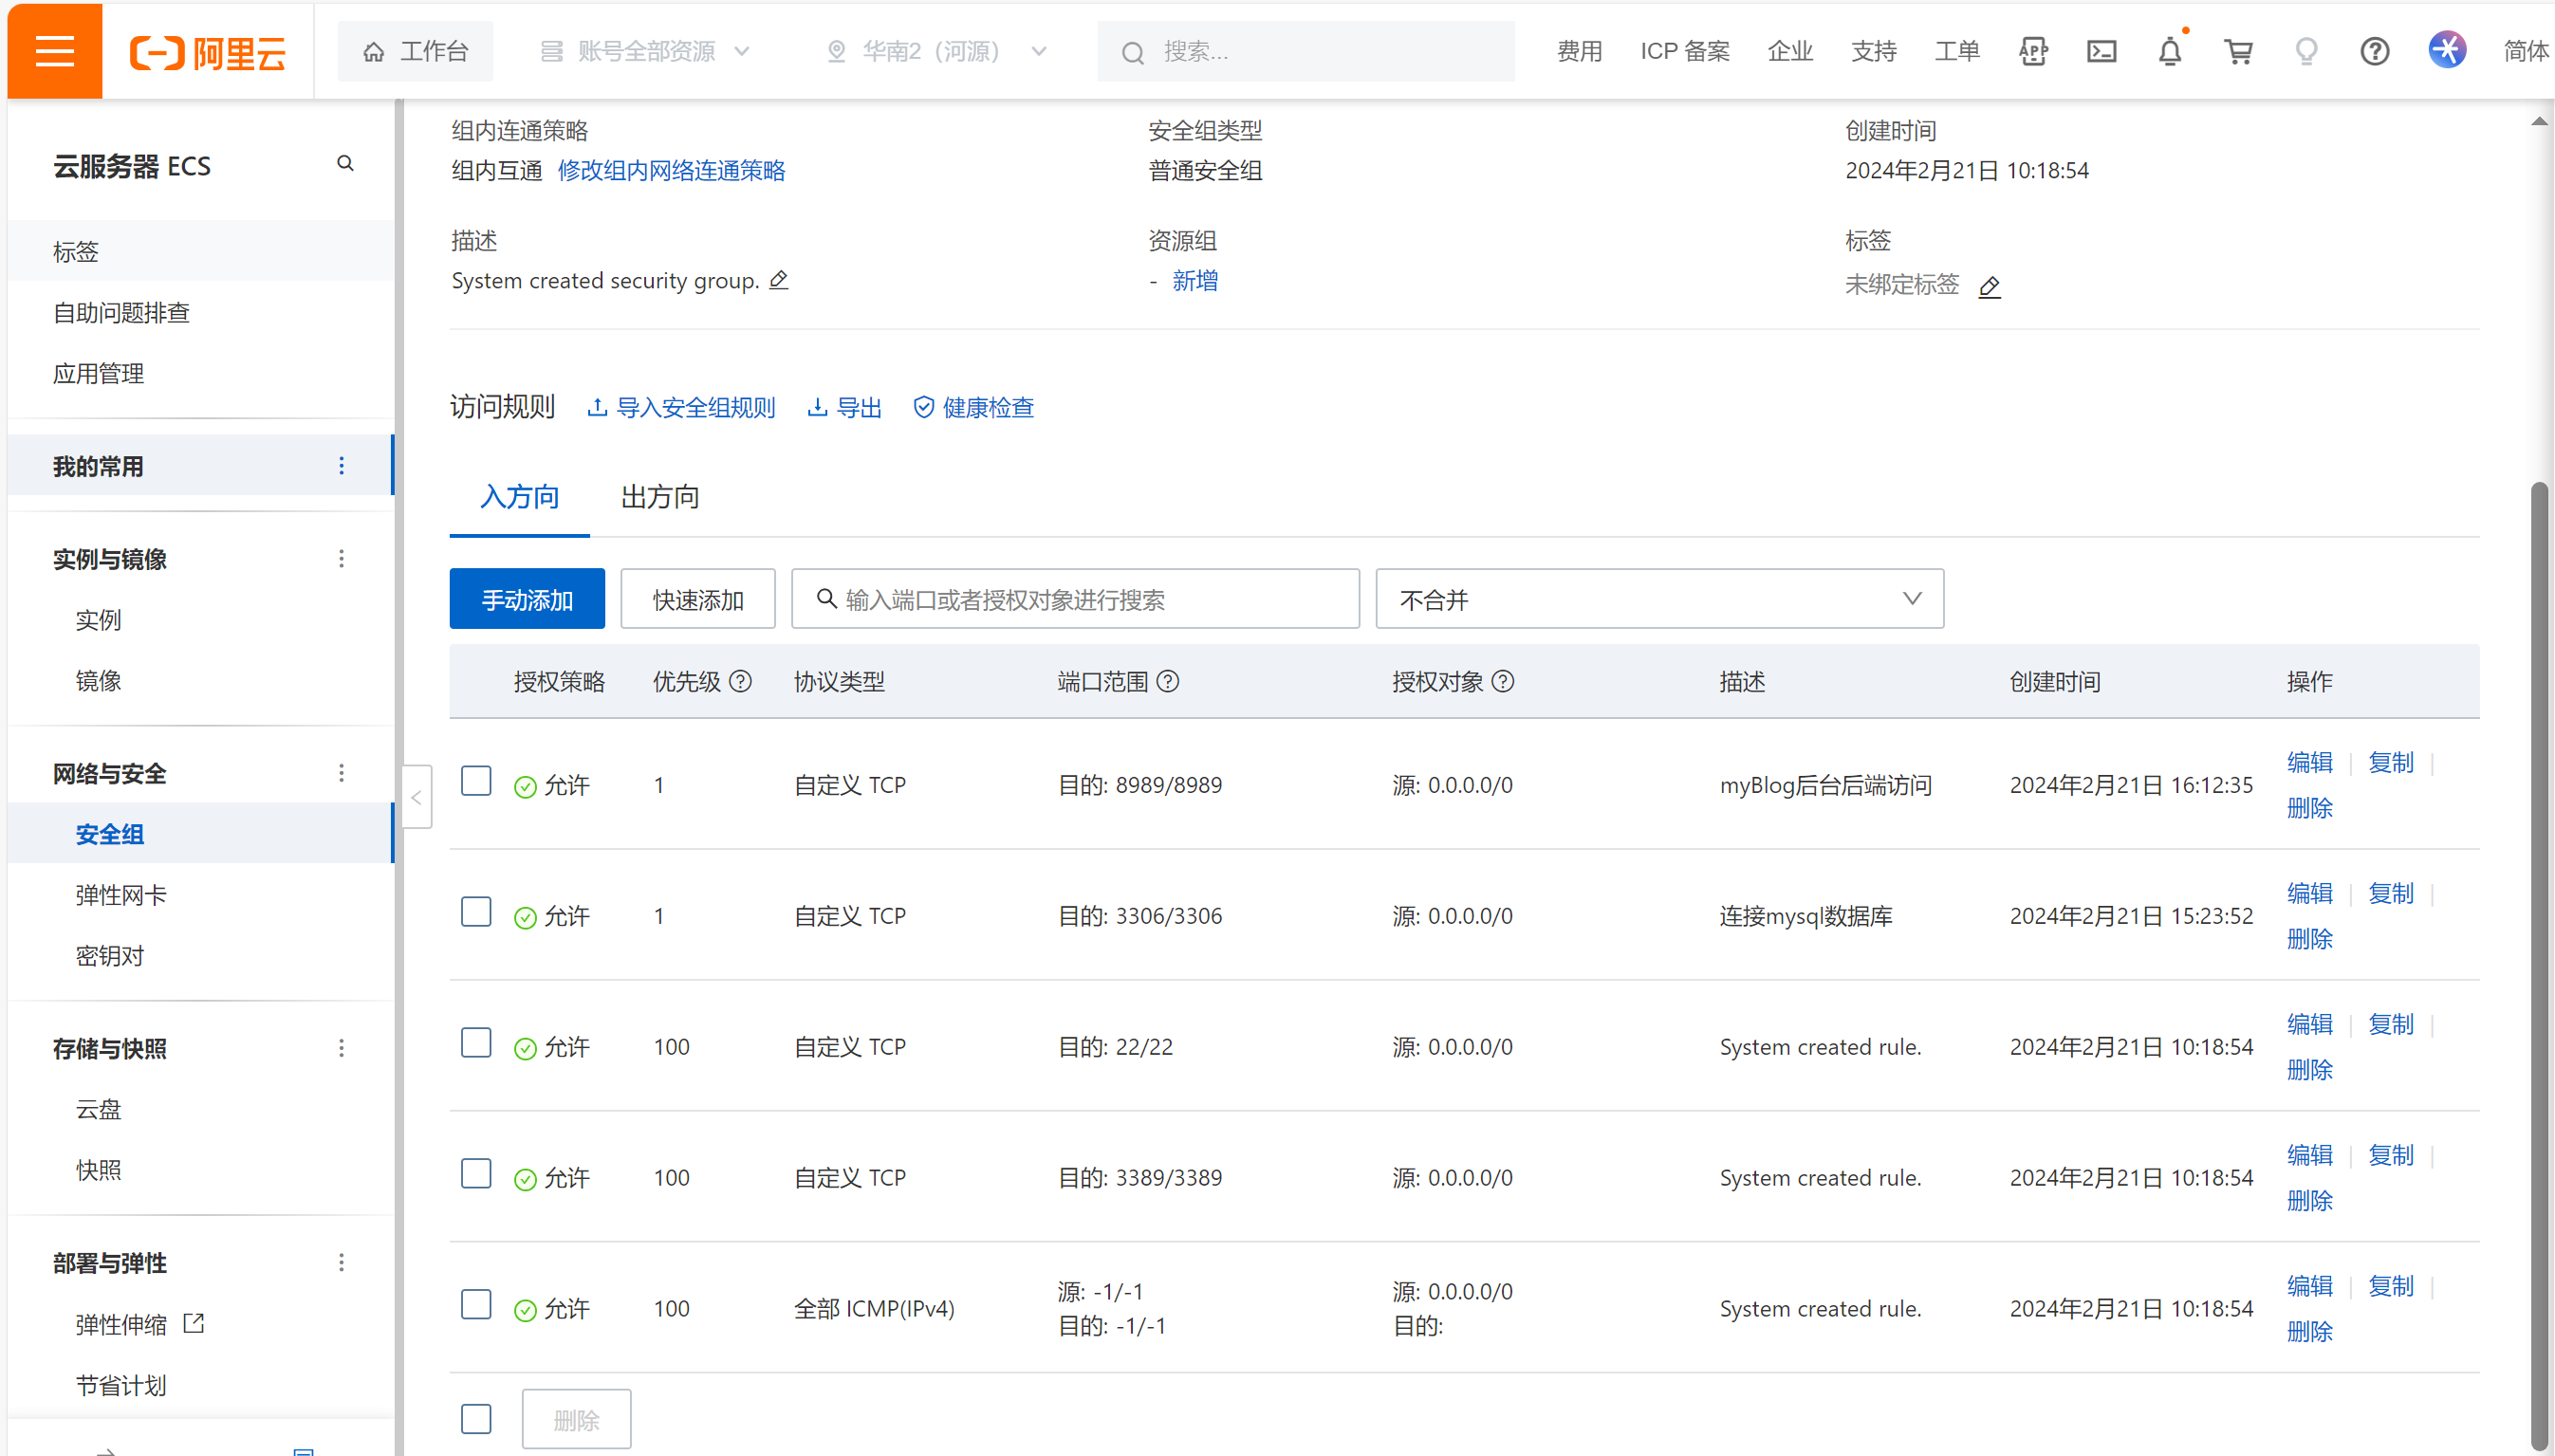 阿里云
工作台
账号全部资源
华南2（河源）
搜索...
费用
ICP 备案
企业
支持
工单
APP
简体
云服务器 ECS
标签
自助问题排查
应用管理
我的常用
实例与镜像
实例
镜像
网络与安全
安全组
弹性网卡
密钥对
存储与快照
云盘
快照
部署与弹性
弹性伸缩
节省计划
组内连通策略
组内互通 修改组内网络连通策略
安全组类型
普通安全组
创建时间
2024年2月21日 10:18:54
描述
System created security group.
资源组
- 新增
标签
未绑定标签
访问规则 导入安全组规则 导出 健康检查
入方向 出方向
手动添加 快速添加 输入端口或者授权对象进行搜索 不合并
授权策略 优先级 协议类型 端口范围 授权对象 描述 创建时间 操作
允许 1 自定义 TCP 目的: 8989/8989 源: 0.0.0.0/0 myBlog后台后端访问 2024年2月21日 16:12:35 编辑 复制
删除
允许 1 自定义 TCP 目的: 3306/3306 源: 0.0.0.0/0 连接mysql数据库 2024年2月21日 15:23:52 编辑 复制
删除
允许 100 自定义 TCP 目的: 22/22 源: 0.0.0.0/0 System created rule. 2024年2月21日 10:18:54 编辑 复制
删除
允许 100 自定义 TCP 目的: 3389/3389 源: 0.0.0.0/0 System created rule. 2024年2月21日 10:18:54 编辑 复制
删除
允许 100 全部 ICMP(IPv4) 源: -1/-1 源: 0.0.0.0/0 System created rule. 2024年2月21日 10:18:54 编辑 复制
目的: -1/-1 目的: 删除
删除